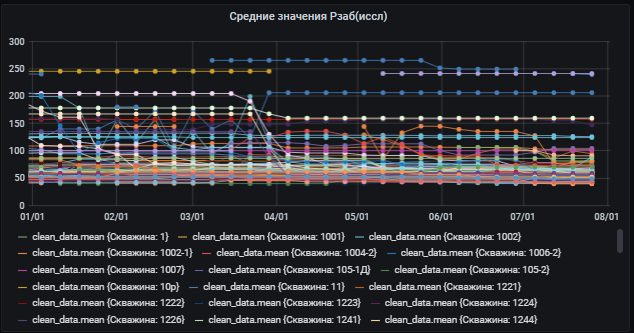 Средние значения Рзаб(иссл)
300
250
200
150
100
50
0
01/01 02/01 03/01 04/01 05/01 06/01 07/01 08/01
clean_data.mean {Скважина: 1} clean_data.mean {Скважина: 1001} clean_data.mean {Скважина: 1002}
clean_data.mean {Скважина: 1002-1} clean_data.mean {Скважина: 1004-2} clean_data.mean {Скважина: 1006-2}
clean_data.mean {Скважина: 1007} clean_data.mean {Скважина: 105-1Д} clean_data.mean {Скважина: 105-2}
clean_data.mean {Скважина: 10р} clean_data.mean {Скважина: 11} clean_data.mean {Скважина: 1221}
clean_data.mean {Скважина: 1222} clean_data.mean {Скважина: 1223} clean_data.mean {Скважина: 1224}
clean_data.mean {Скважина: 1226} clean_data.mean {Скважина: 1241} clean_data.mean {Скважина: 1244}